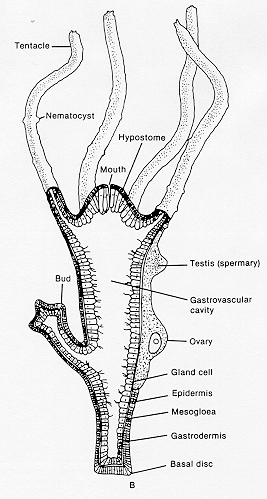 Tentacle
Nematocyst
Hypostome
Mouth
Testis (spermary)
Bud
Gastrovascular
cavity
Ovary
Gland cell
Epidermis
Mesogloea
Gastrodermis
Basal disc
B